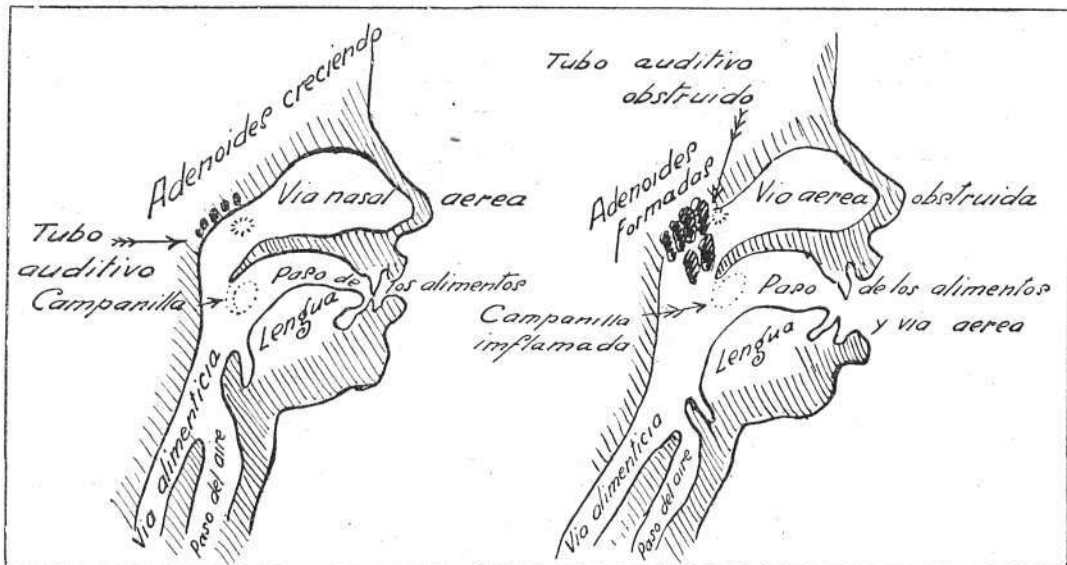 Adenoides creciendo
Via nasal aerea
Tubo
auditivo
Campanilla
Paso de los alimentos
Lengua
Via alimenticia
Paso del aire
Tubo auditivo
obstruido
Adenoides
formadas
Via aerea obstruida
Campanilla
imflamada
Paso de los alimentos
y via aerea
Lengua
Via alimenticia
Paso del aire